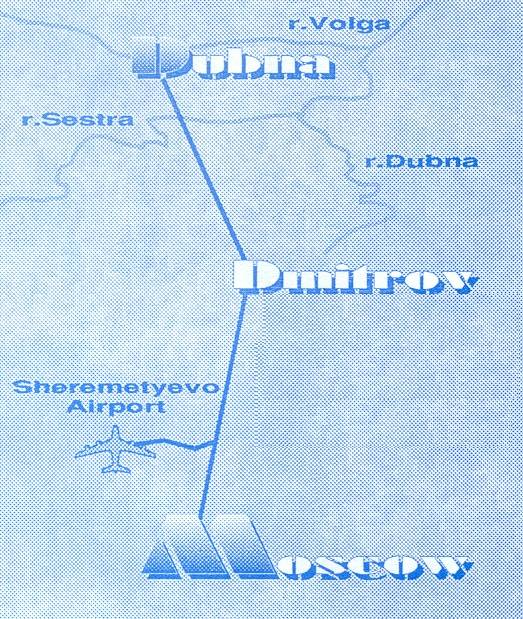 r.Volga
Dubna
r.Sestra
r.Dubna
Dmitrov
Sheremetyevo
Airport
Moscow